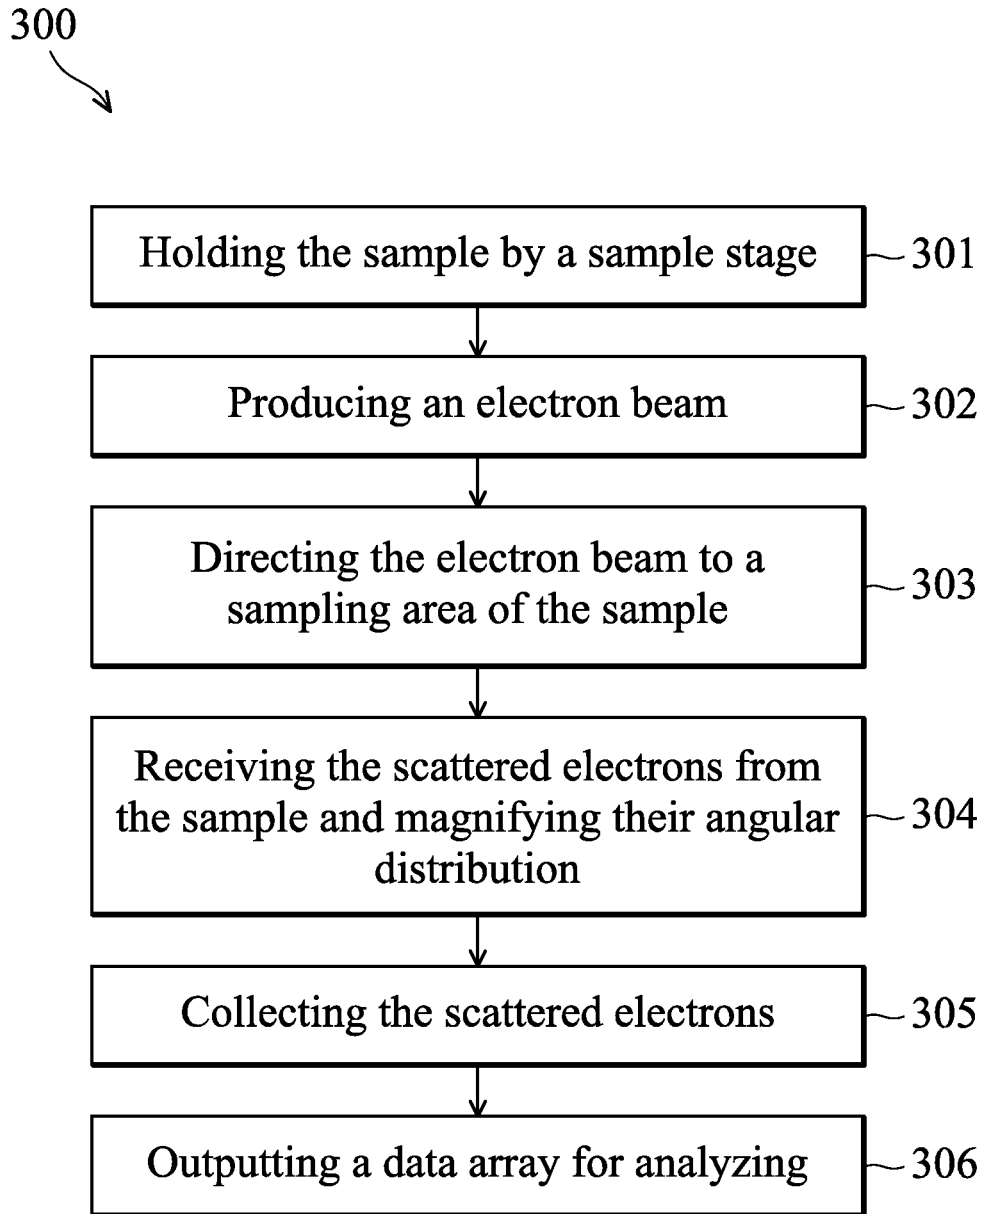 300
Holding the sample by a sample stage
301
Producing an electron beam
302
Directing the electron beam to a
sampling area of the sample
303
Receiving the scattered electrons from
the sample and magnifying their angular
distribution
304
Collecting the scattered electrons
305
Outputting a data array for analyzing
306